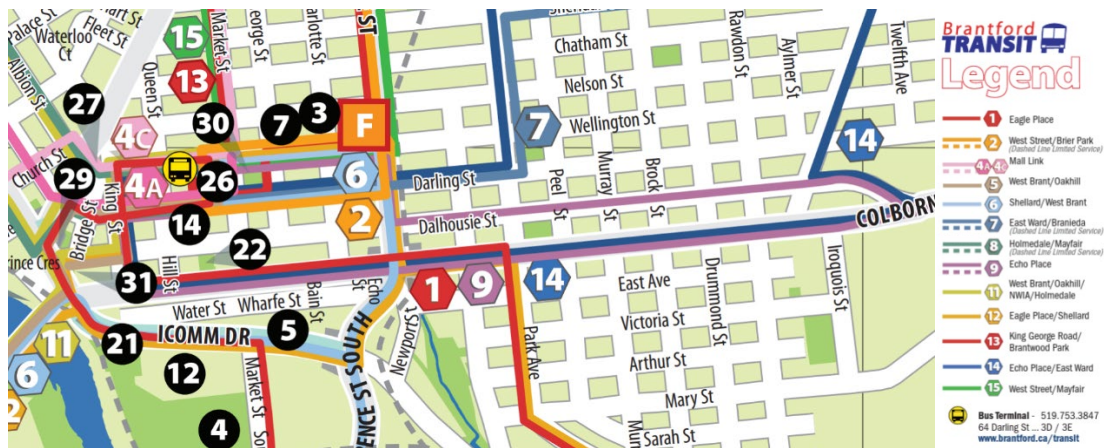 Palace St
Waterloo
Ct
Fleet St
Albion St
Queen St
15
Market St
13
George St
Charlotte St
ST
Chatham St
Nelson St
Wellington St
Rawdon St
Aylmer St
Twelfth Ave
27
30
7
3
F
7
14
4C
Church St
29
4A
26
6
Darling St
Peel St
Murray St
Brock St
King St
14
2
Dalhousie St
COLBORN
Bridge St
22
31
Hill St
Echo St
1
9
14
East Ave
Drummond St
Iroquois St
Water St
Wharfe St
Bain St
5
ICOMM DR
21
11
6
12
4
Market St
Newport St
Park Ave
Victoria St
Arthur St
Mary St
Sarah St
Brantford
TRANSIT
Legend
1 Eagle Place
2 West Street/Brier Park
(Dashed Line Limited Service)
4A 4C Mall Link
5 West Brant/Oakhill
6 Shellard/West Brant
7 East Ward/Branieda
(Dashed Line Limited Service)
8 Holmedale/Mayfair
(Dashed Line Limited Service)
9 Echo Place
11 West Brant/Oakhill/
NWIA/Holmedale
12 Eagle Place/Shellard
13 King George Road/
Brantwood Park
14 Echo Place/East Ward
15 West Street/Mayfair
Bus Terminal - 519.753.3847
64 Darling St ... 3D / 3E
www.brantford.ca/transit